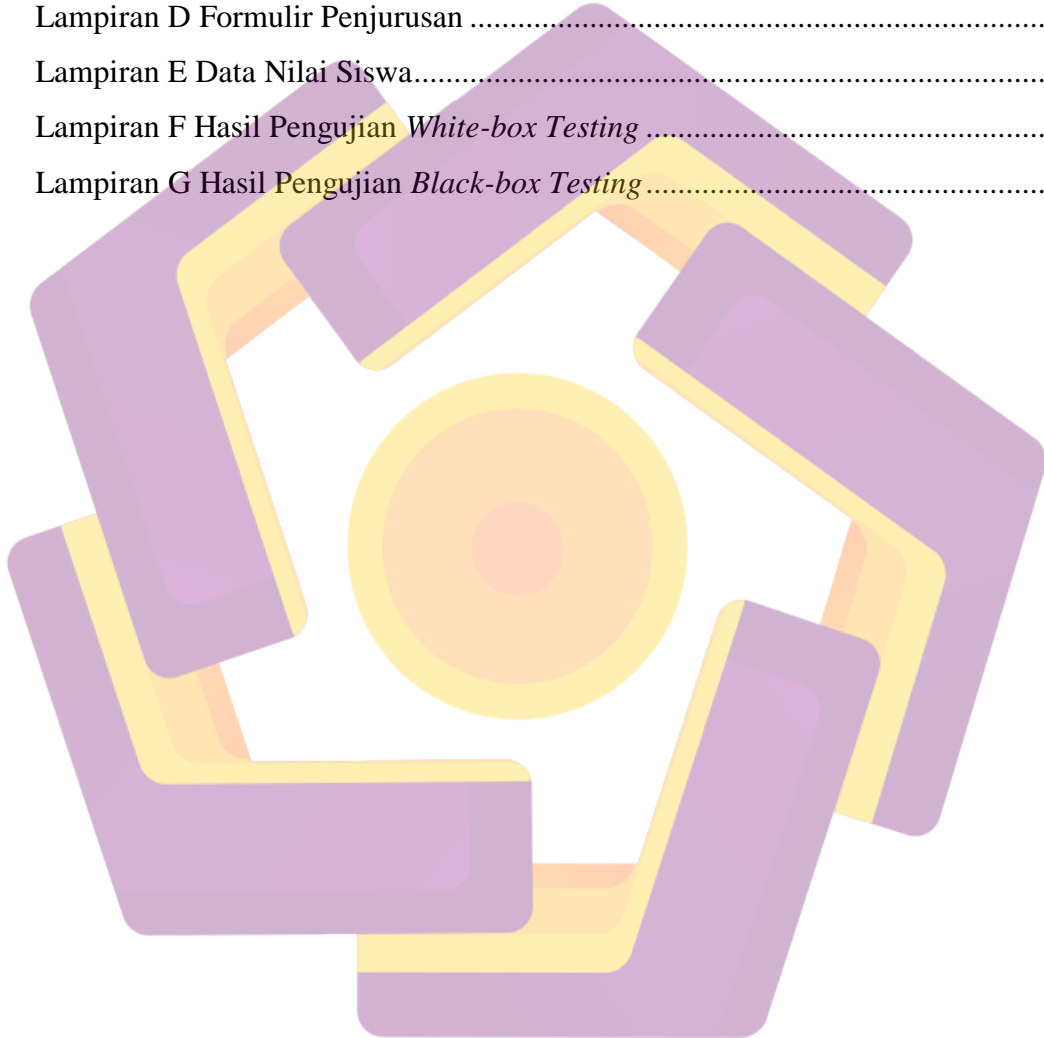 Lampiran D Formulir Penjurusan ........................................................................
Lampiran E Data Nilai Siswa...............................................................................
Lampiran F Hasil Pengujian White-box Testing ..................................................
Lampiran G Hasil Pengujian Black-box Testing ..................................................